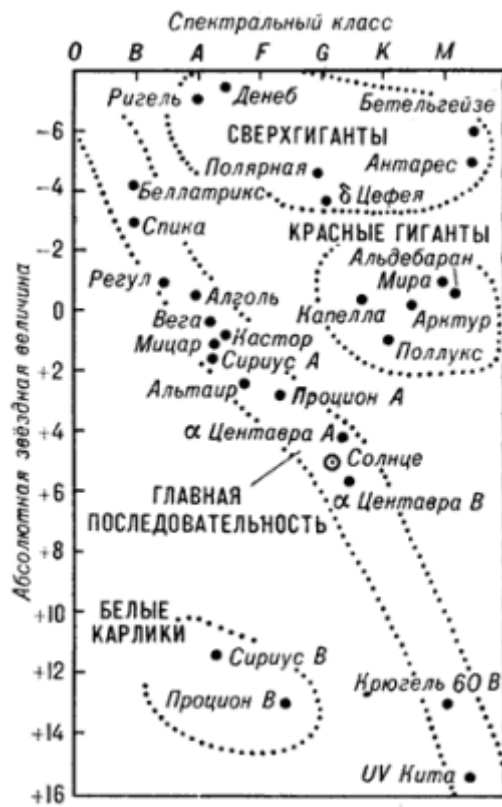 Спектральный класс
O B A F G K M
Абсолютная звёздная величина
-6
-4
-2
0
+2
+4
+6
+10
+12
+14
+16
Ригель
Денеб
Бетельгейзе
СВЕРХГИГАНТЫ
Полярная
Антарес
δ Цефея
Беллатрикс
Спика
КРАСНЫЕ ГИГАНТЫ
Альдебаран
Мира
Регул
Алголь
Капелла
Арктур
Вега
Кастор
Мицар
Поллукс
Сириус А
Альтаир
Процион А
α Центавра А
Солнце
α Центавра В
ГЛАВНАЯ
ПОСЛЕДОВАТЕЛЬНОСТЬ
БЕЛЫЕ
КАРЛИКИ
Сириус В
Процион В
Крюгель 60 В
UV Кита